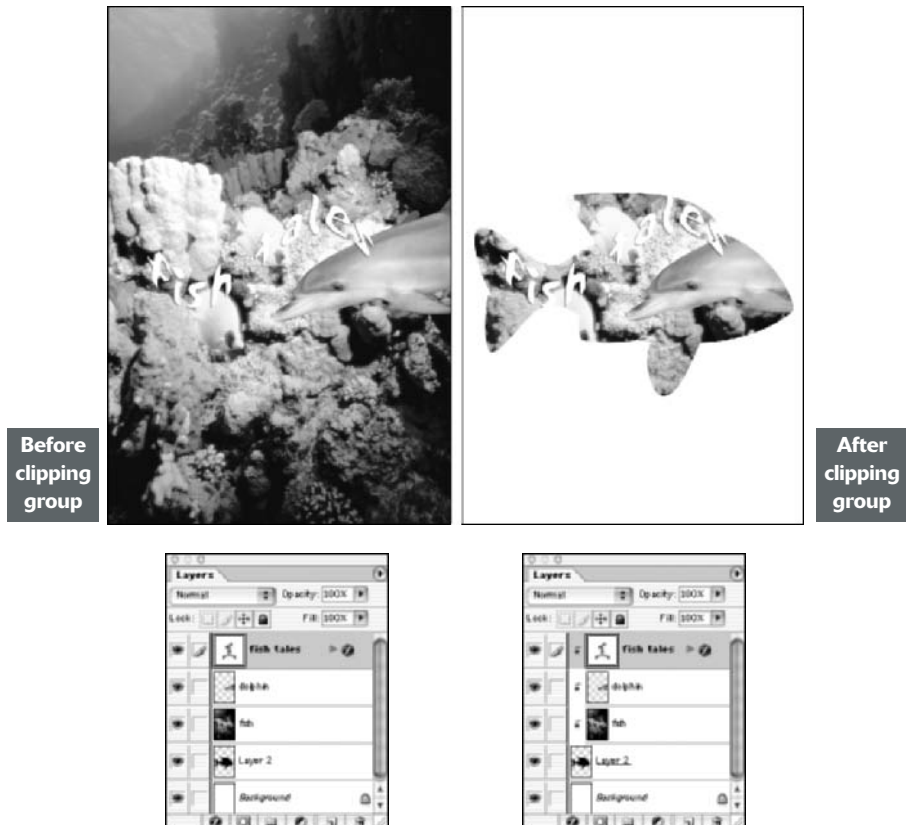 fish tales
fish tales
Before
clipping
group
After
clipping
group
Layers
Normal Opacity: 100%
Lock: Fill: 100%
fish tales
dolphin
fish
Layer 2
Background
Layers
Normal Opacity: 100%
Lock: Fill: 100%
fish tales
dolphin
fish
Layer 2
Background